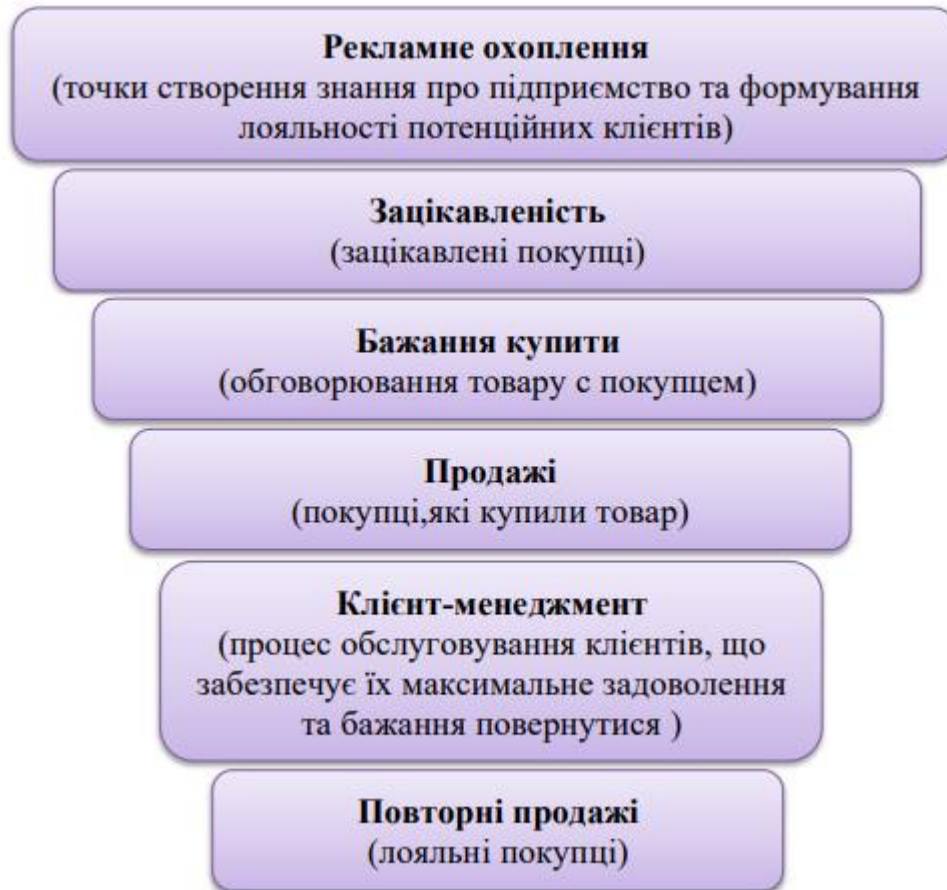 Рекламне охоплення
(точки створення знання про підприємство та формування
лояльності потенційних клієнтів)
Зацікавленість
(зацікавлені покупці)
Бажання купити
(обговорювання товару с покупцем)
Продажі
(покупці,які купили товар)
Клієнт-менеджмент
(процес обслуговування клієнтів, що
забезпечує їх максимальне задоволення
та бажання повернутися )
Повторні продажі
(лояльні покупці)